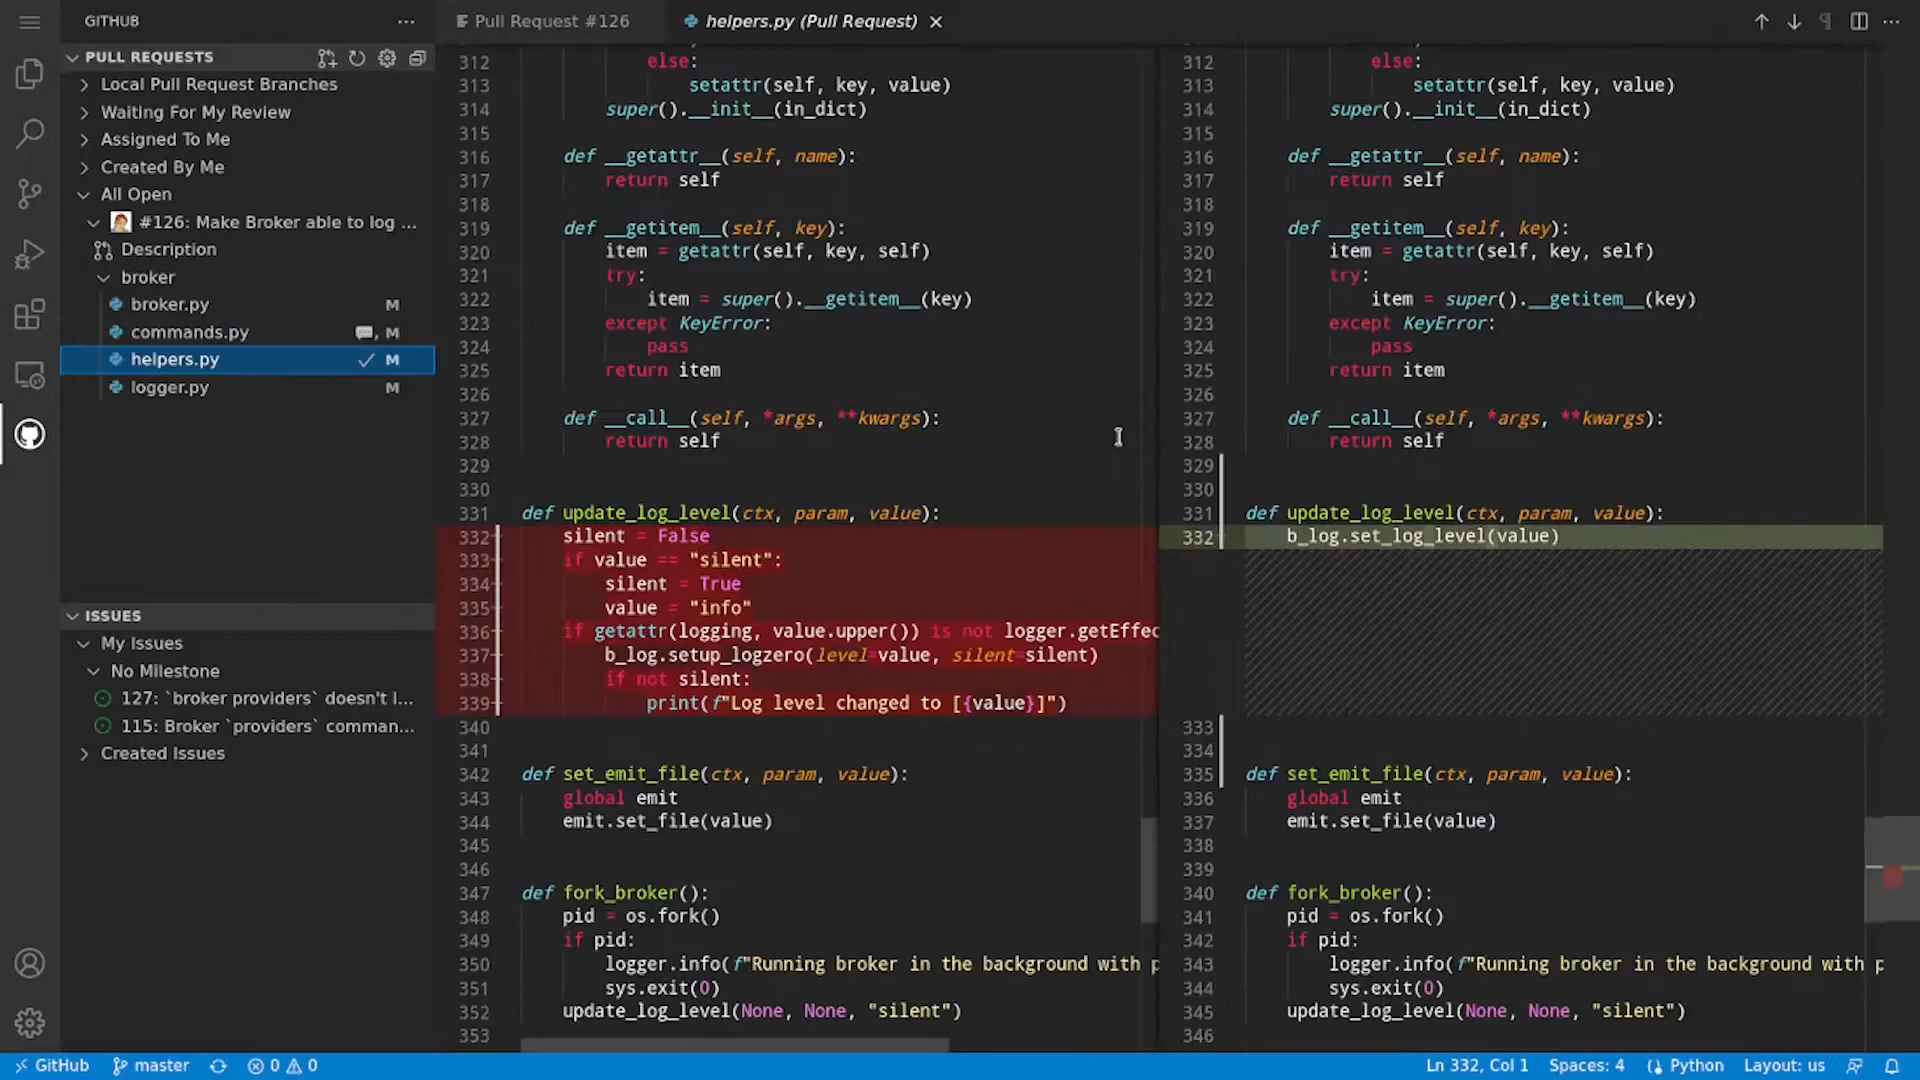 GITHUB
PULL REQUESTS
Local Pull Request Branches
Waiting For My Review
Assigned To Me
Created By Me
All Open
#126: Make Broker able to log ...
Description
broker
broker.py M
commands.py , M
helpers.py M
logger.py M
ISSUES
My Issues
No Milestone
127: `broker providers` doesn't l...
115: Broker `providers` comman...
Created Issues
Pull Request #126
helpers.py (Pull Request)
312 else:
313 setattr(self, key, value)
314 super().__init__(in_dict)
315
316 def __getattr__(self, name):
317 return self
318
319 def __getitem__(self, key):
320 item = getattr(self, key, self)
321 try:
322 item = super().__getitem__(key)
323 except KeyError:
324 pass
325 return item
326
327 def __call__(self, *args, **kwargs):
328 return self
329
330
331 def update_log_level(ctx, param, value):
332- silent = False
333- if value == "silent":
334- silent = True
335- value = "info"
336- if getattr(logging, value.upper()) is not logger.getEffec
337- b_log.setup_logzero(level=value, silent=silent)
338- if not silent:
339- print(f"Log level changed to [{value}]")
340
341
342 def set_emit_file(ctx, param, value):
343 global emit
344 emit.set_file(value)
345
346
347 def fork_broker():
348 pid = os.fork()
349 if pid:
350 logger.info(f"Running broker in the background with p
351 sys.exit(0)
352 update_log_level(None, None, "silent")
353
312 else:
313 setattr(self, key, value)
314 super().__init__(in_dict)
315
316 def __getattr__(self, name):
317 return self
318
319 def __getitem__(self, key):
320 item = getattr(self, key, self)
321 try:
322 item = super().__getitem__(key)
323 except KeyError:
324 pass
325 return item
326
327 def __call__(self, *args, **kwargs):
328 return self
329
330
331 def update_log_level(ctx, param, value):
332 b_log.set_log_level(value)
333
334
335 def set_emit_file(ctx, param, value):
336 global emit
337 emit.set_file(value)
338
339
340 def fork_broker():
341 pid = os.fork()
342 if pid:
343 logger.info(f"Running broker in the background with p
344 sys.exit(0)
345 update_log_level(None, None, "silent")
346
GitHub master 0 0 Ln 332, Col 1 Spaces: 4 Python Layout: us